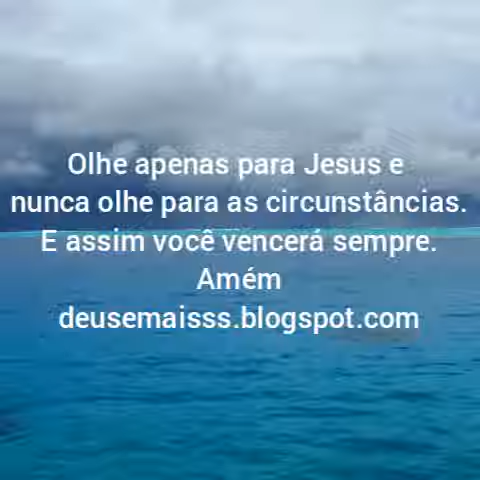 Olhe apenas para Jesus e
nunca olhe para as circunstâncias.
E assim você vencerá sempre.
Amém
deusemaisss.blogspot.com